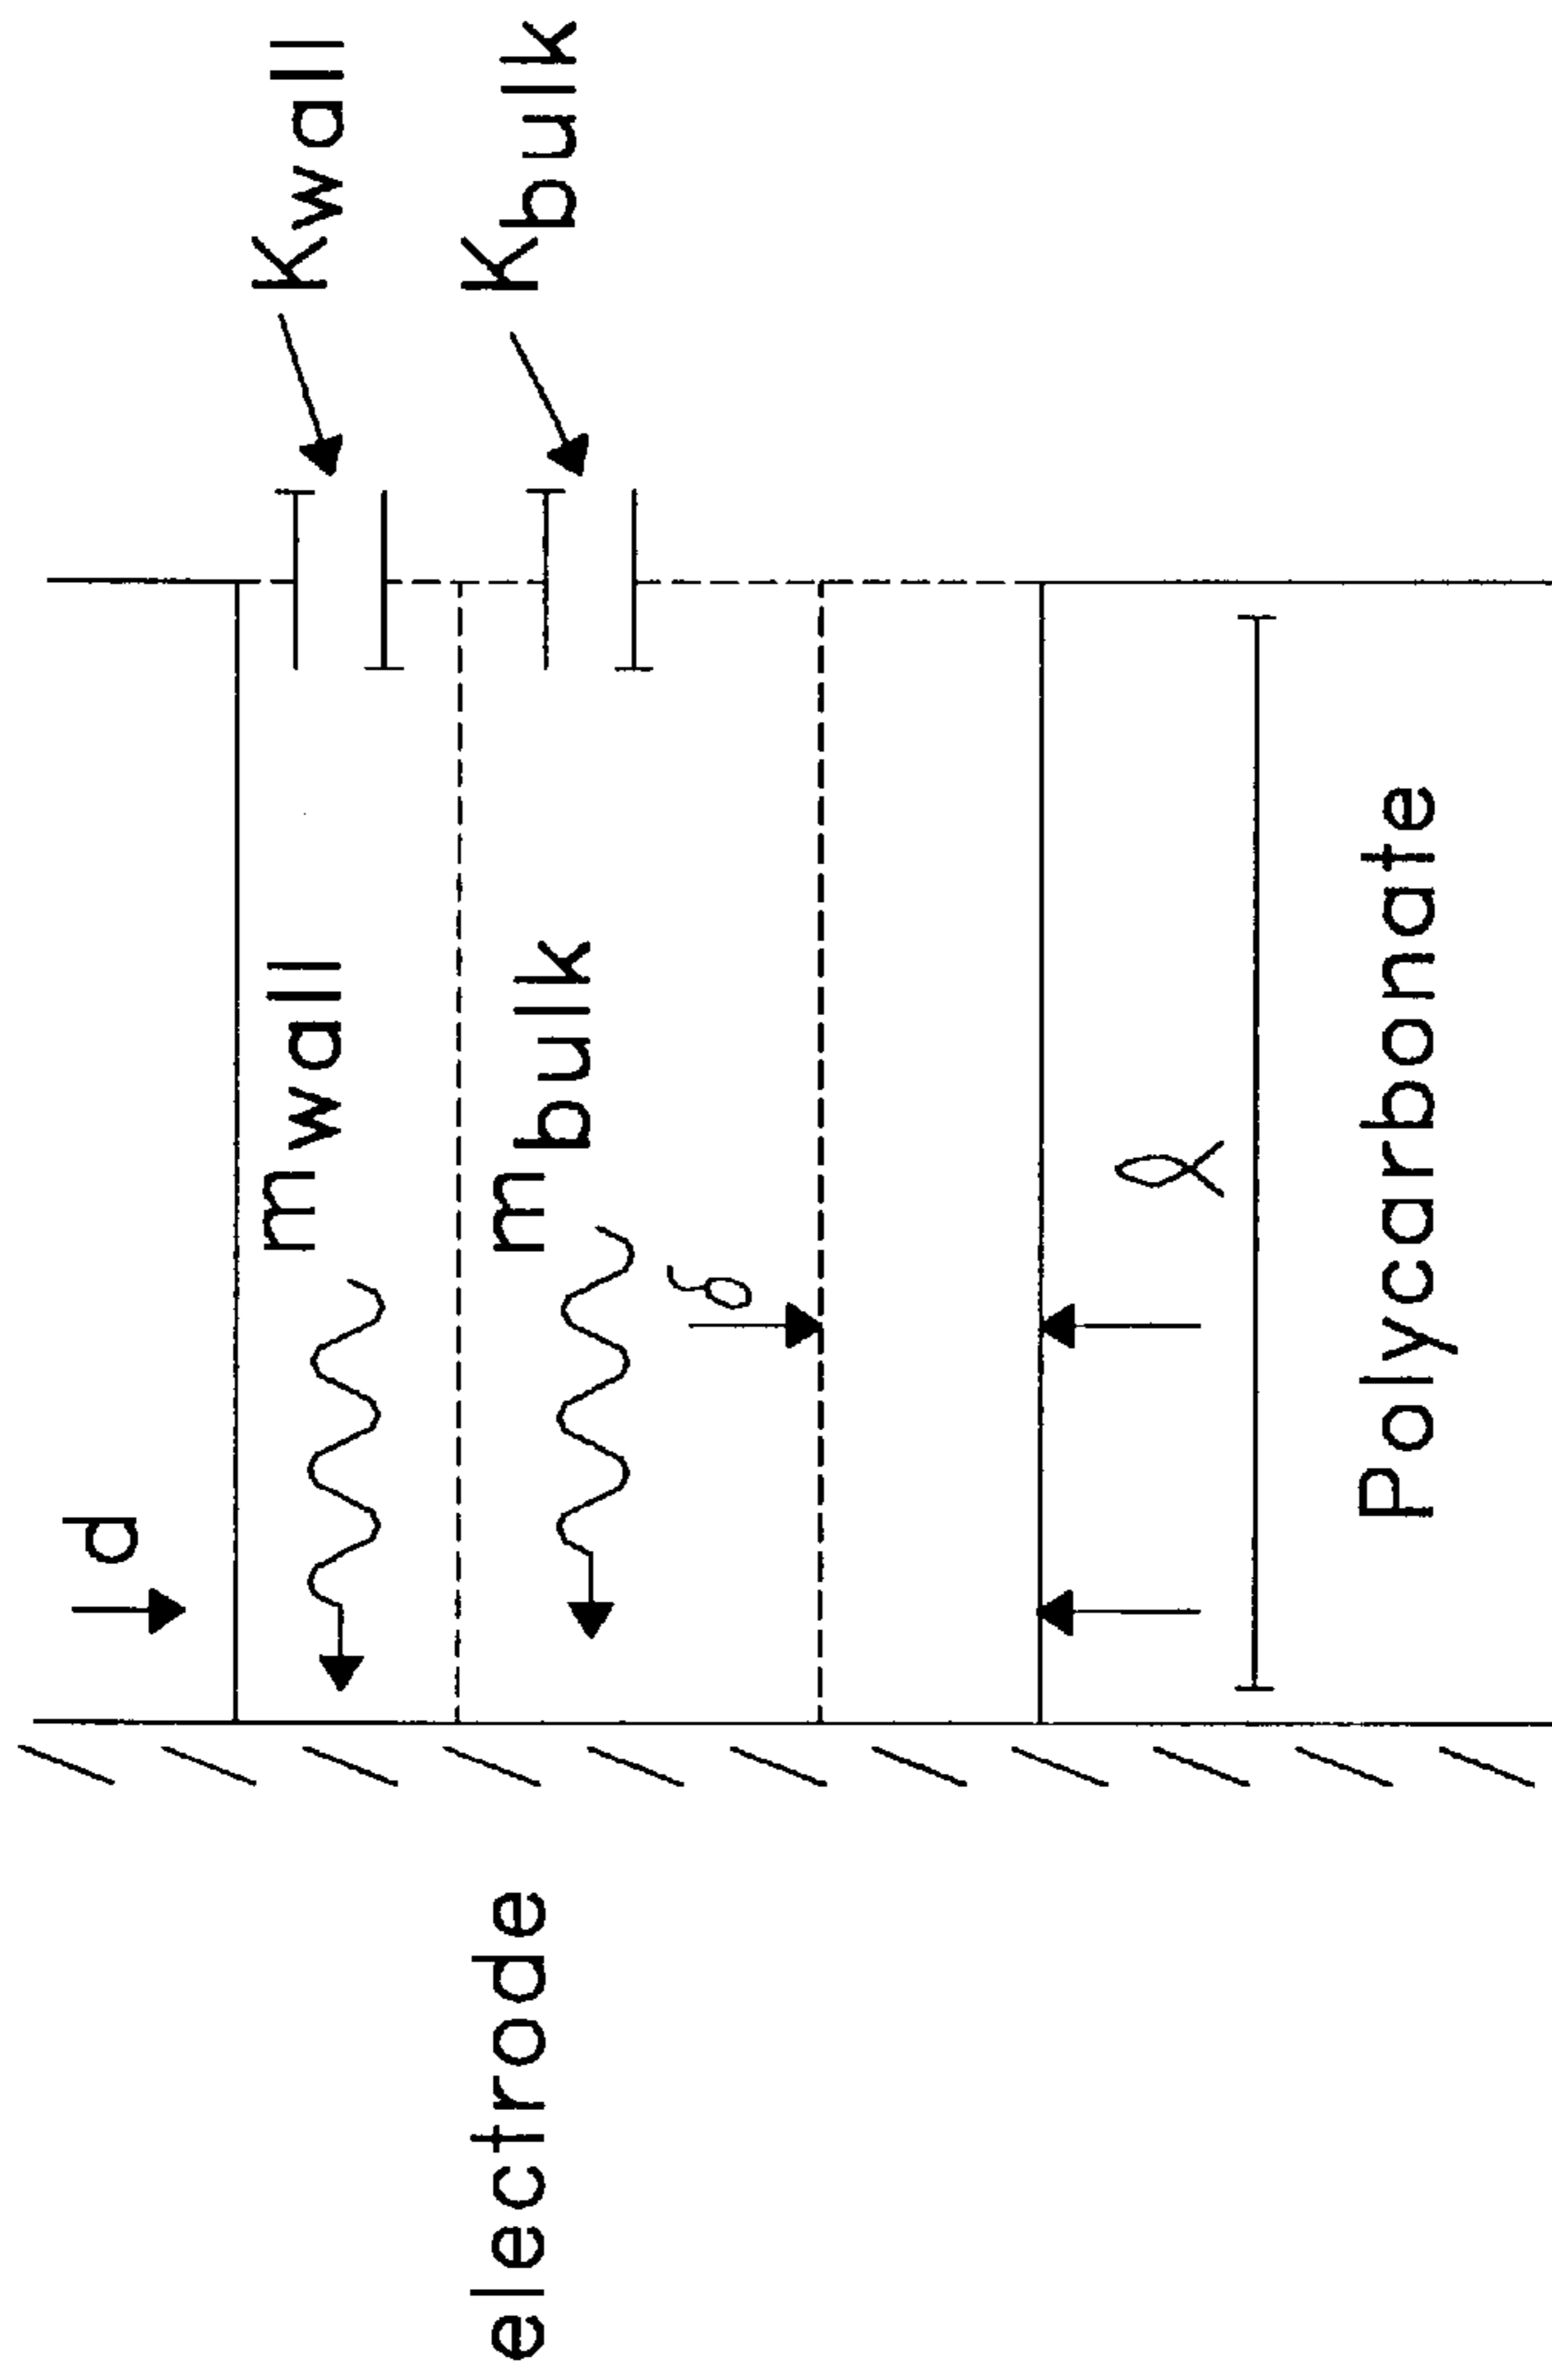 d
mwall
Kwall
electrode
mbulk
Kbulk
δ
ℓ
Polycarbonate